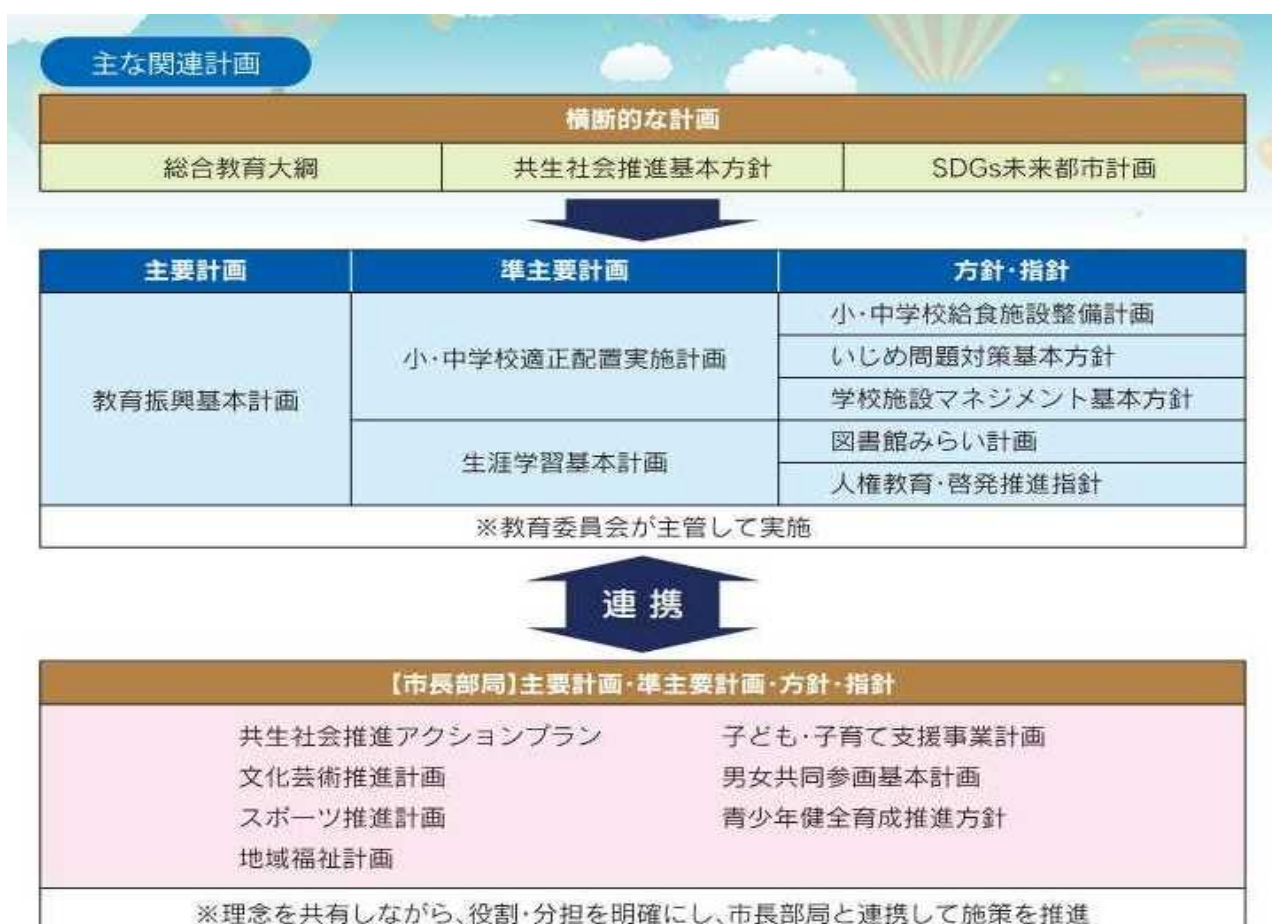 主な関連計画
横断的な計画
総合教育大綱 共生社会推進基本方針 SDGs未来都市計画
主要計画 準主要計画 方針・指針
教育振興基本計画
小・中学校適正配置実施計画
小・中学校給食施設整備計画
いじめ問題対策基本方針
学校施設マネジメント基本方針
生涯学習基本計画
図書館みらい計画
人権教育・啓発推進指針
※教育委員会が主管して実施
連携
【市長部局】主要計画・準主要計画・方針・指針
共生社会推進アクションプラン
文化芸術推進計画
スポーツ推進計画
地域福祉計画
子ども・子育て支援事業計画
男女共同参画基本計画
青少年健全育成推進方針
※理念を共有しながら、役割・分担を明確にし、市長部局と連携して施策を推進